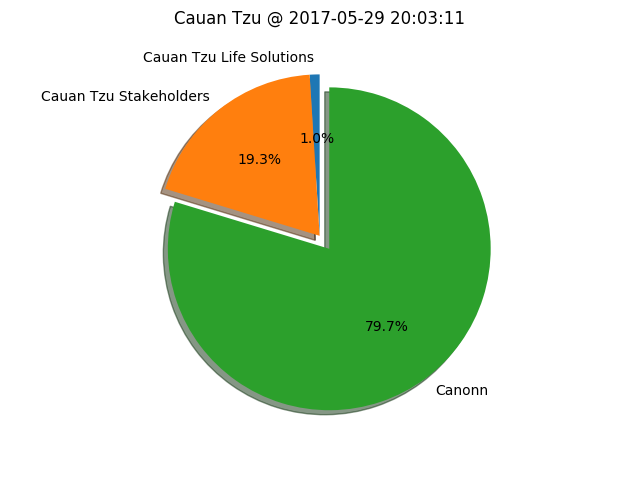 Cauan Tzu @ 2017-05-29 20:03:11
Cauan Tzu Life Solutions
Cauan Tzu Stakeholders
1.0%
19.3%
79.7%
Canonn